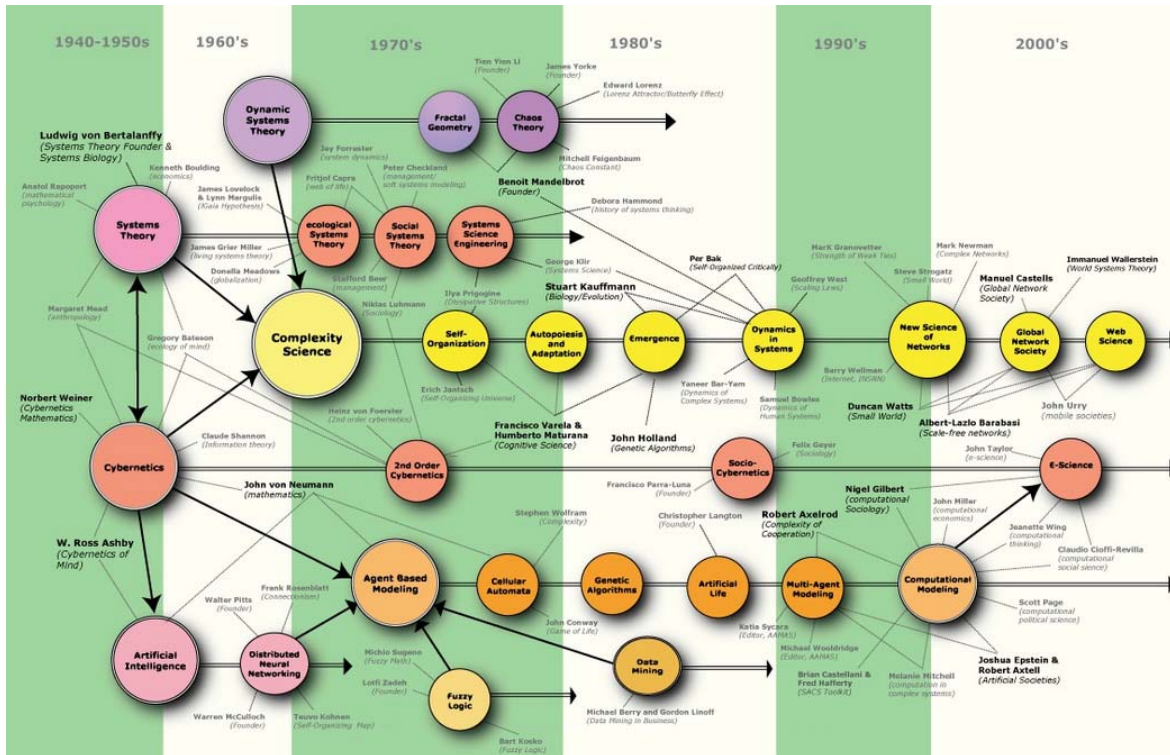 1940-1950s
1960's
1970's
1980's
1990's
2000's
Tien Yien Li
(Founder)
James Yorke
(Founder)
Edward Lorenz
(Lorenz Attractor/Butterfly Effect)
Dynamic
Systems
Theory
Fractal
Geometry
Chaos
Theory
Mitchell Feigenbaum
(Chaos Constant)
Benoit Mandelbrot
(Founder)
Ludwig von Bertalanffy
(Systems Theory Founder &
Systems Biology)
Kenneth Boulding
(economics)
Anatol Rapoport
(mathematical
psychology)
Systems
Theory
Jay Forrester
(system dynamics)
Fritjof Capra
(web of life)
Peter Checkland
(management/
soft systems modeling)
James Lovelock
& Lynn Margulis
(IGaia Hypothesis)
James Grier Miller
(living systems theory)
Donella Meadows
(globalization)
ecological
Systems
Theory
Social
Systems
Theory
Systems
Science
Engineering
Debora Hammond
(history of systems thinking)
George Klir
(Systems Science)
Stafford Beer
(management)
Niklas Luhmann
(Sociology)
Ilya Prigogine
(Dissipative Structures)
Stuart Kauffmann
(Biology/Evolution)
Per Bak
(Self-Organized Critically)
Geoffrey West
(Scaling Laws)
Mark Granovetter
(Strength of Weak Ties)
Steve Strogatz
(Small World)
Mark Newman
(Complex Networks)
Manuel Castells
(Global Network
Society)
Immanuel Wallerstein
(World Systems Theory)
Margaret Mead
(anthropology)
Gregory Bateson
(ecology of mind)
Complexity
Science
Self-
Organization
Autopoiesis and
Adaptation
Emergence
Dynamics
in
Systems
New Science
of Networks
Global
Network
Society
Web
Science
Erich Jantsch
(Self-Organizing Universe)
Yaneer Bar-Yam
(Dynamics of
Complex Systems)
Samuel Bowles
(Dynamics of
Human Systems)
Barry Wellman
(Internet, INSRN)
Duncan Watts
(Small World)
Albert-Lazlo Barabasi
(Scale-free networks)
John Urry
(mobile societies)
Norbert Weiner
(Cybernetics
Mathematics)
Claude Shannon
(Information theory)
Heinz von Foerster
(2nd order cybernetics)
Francisco Varela &
Humberto Maturana
(Cognitive Science)
John Holland
(Genetic Algorithms)
Cybernetics
2nd Order
Cybernetics
Socio-
Cybernetics
Felix Geyer
(Sociology)
Francisco Parra-Luna
(Founder)
John Taylor
(e-science)
E-Science
John von Neumann
(mathematics)
Stephen Wolfram
(Complexity)
Christopher Langton
(Founder)
Robert Axelrod
(Complexity of
Cooperation)
Nigel Gilbert
(computational
Sociology)
John Miller
(computational
economics)
Jeanette Wing
(computational
thinking)
Claudio Cioffi-Revilla
(computational
social sience)
W. Ross Ashby
(Cybernetics of
Mind)
Frank Rosenblatt
(Connectionism)
Walter Pitts
(Founder)
Agent Based
Modeling
Cellular
Automata
Genetic
Algorithms
Artificial
Life
Multi-Agent
Modeling
Computational
Modeling
Scott Page
(computational
political science)
John Conway
(Game of Life)
Katia Sycara
(Editor, AAMAS)
Michael Wooldridge
(Editor, AAMAS)
Brian Castellani &
Fred Hafferty
(SACS Toolkit)
Melanie Mitchell
(computation in
complex systems)
Joshua Epstein &
Robert Axtell
(Artificial Societies)
Artificial
Intelligence
Distributed
Neural
Networking
Michio Sugeno
(Fuzzy Math)
Lotfi Zadeh
(Founder)
Fuzzy
Logic
Data
Mining
Michael Berry and Gordon Linoff
(Data Mining in Business)
Warren McCulloch
(Founder)
Teuvo Kohnen
(Self-Organizing Map)
Bart Kosko
(Fuzzy Logic)